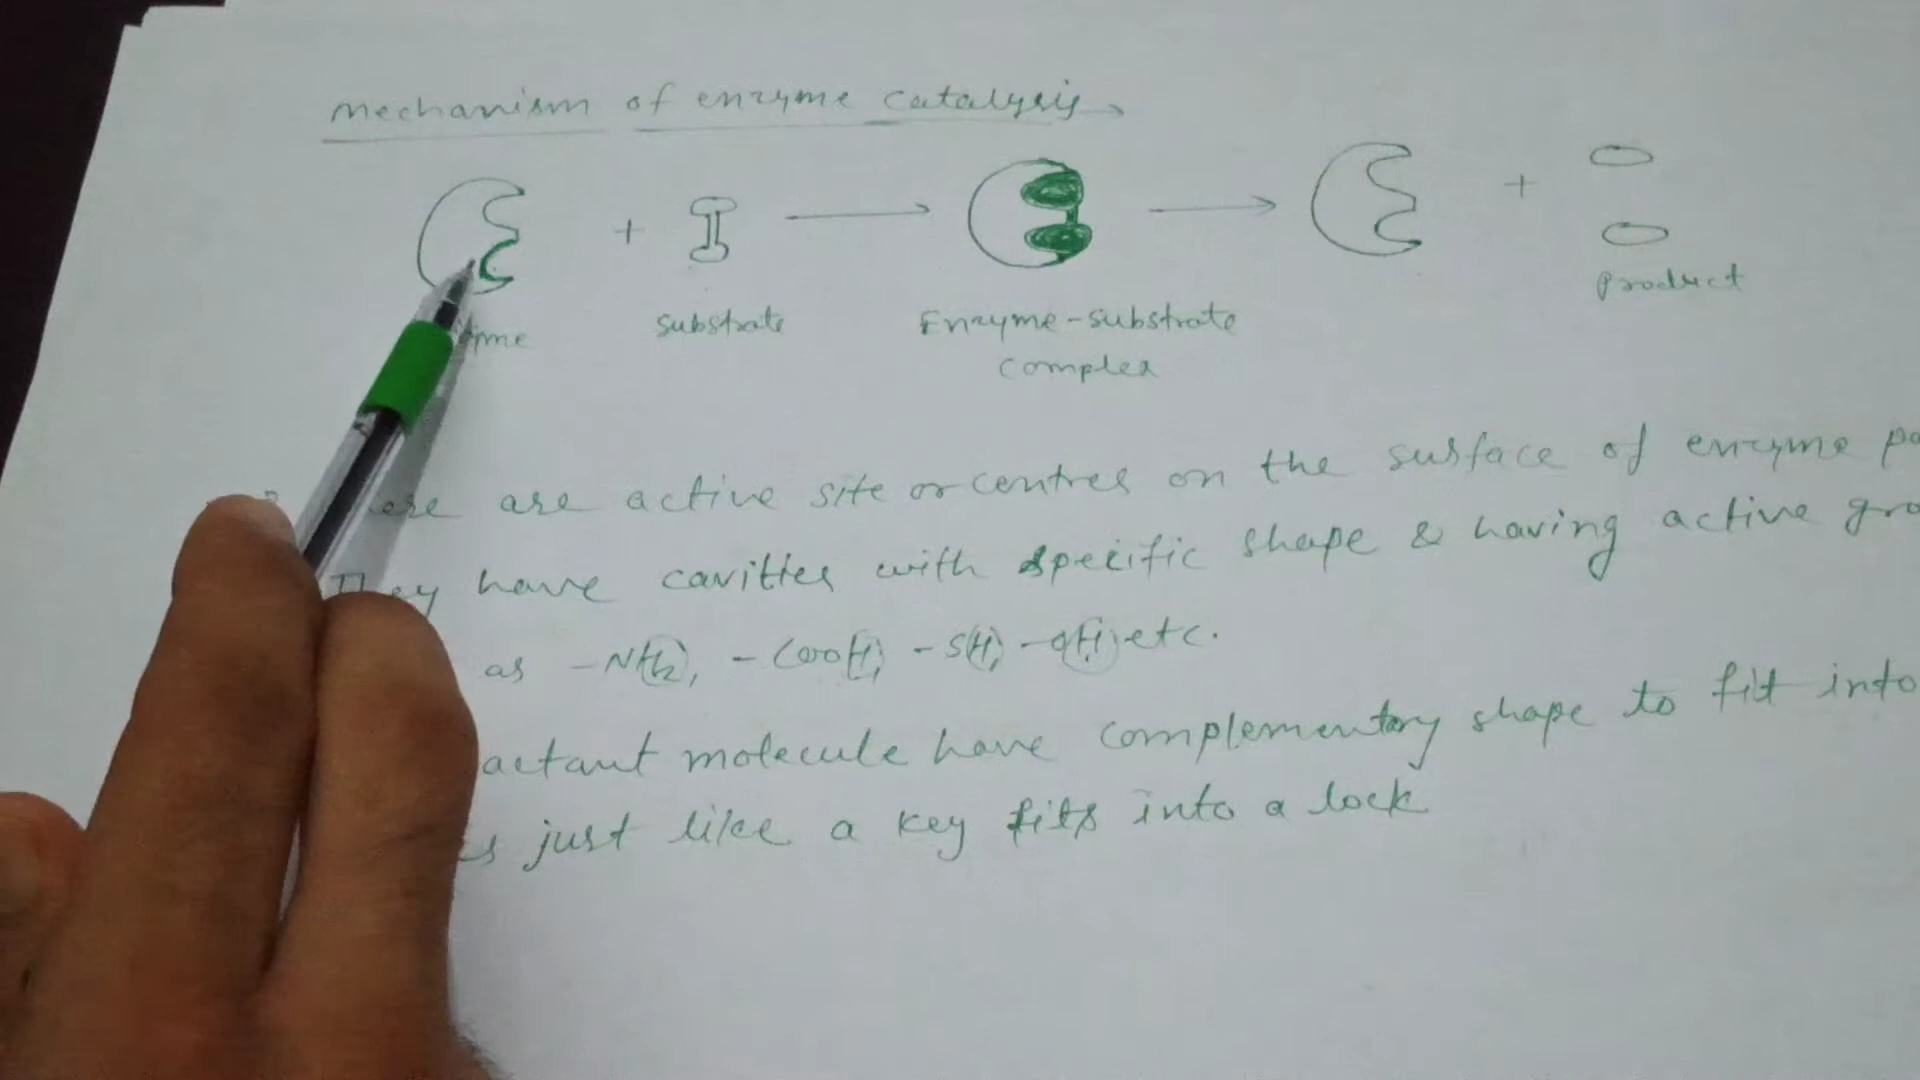 mechanism of enzyme catalysis
+ + 
substrate Enzyme-substrate complex product
are active site or centres on the surface of enzyme
They have cavities with specific shape & having active
as -NH2, -COOH, -SH, -OH, etc.
molecule have complementary shape to fit into
just like a key fits into a lock